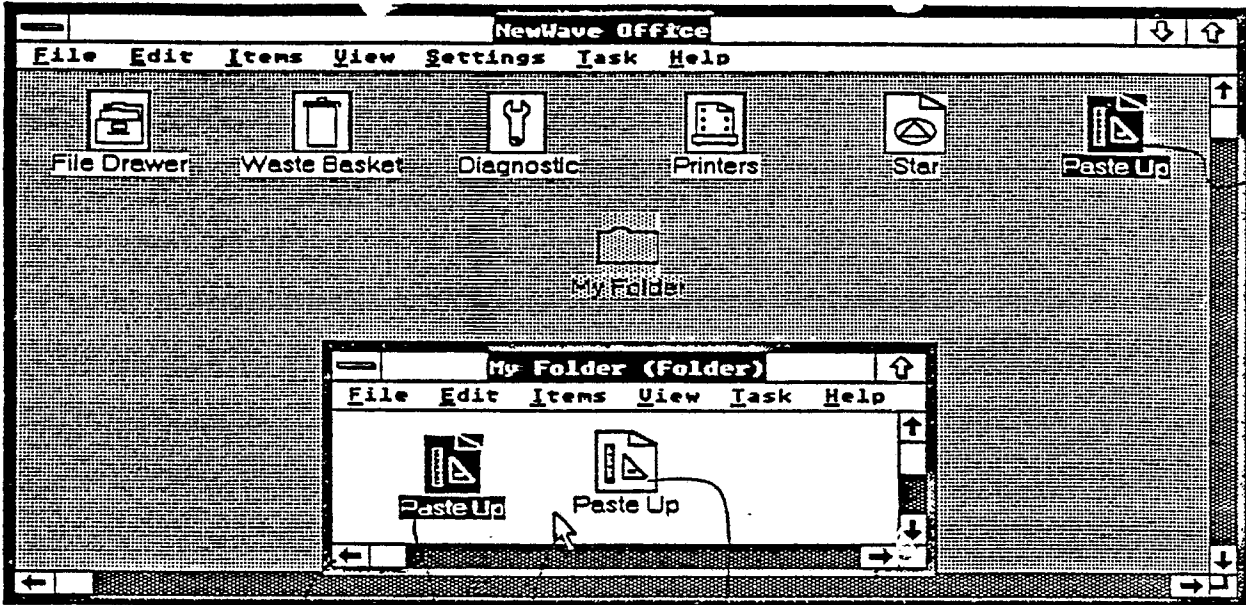 NewWave Office
File Edit Items View Settings Task Help
File Drawer Waste Basket Diagnostic Printers Star Paste Up
My Folder
My Folder (Folder)
File Edit Items View Task Help
Paste Up Paste Up